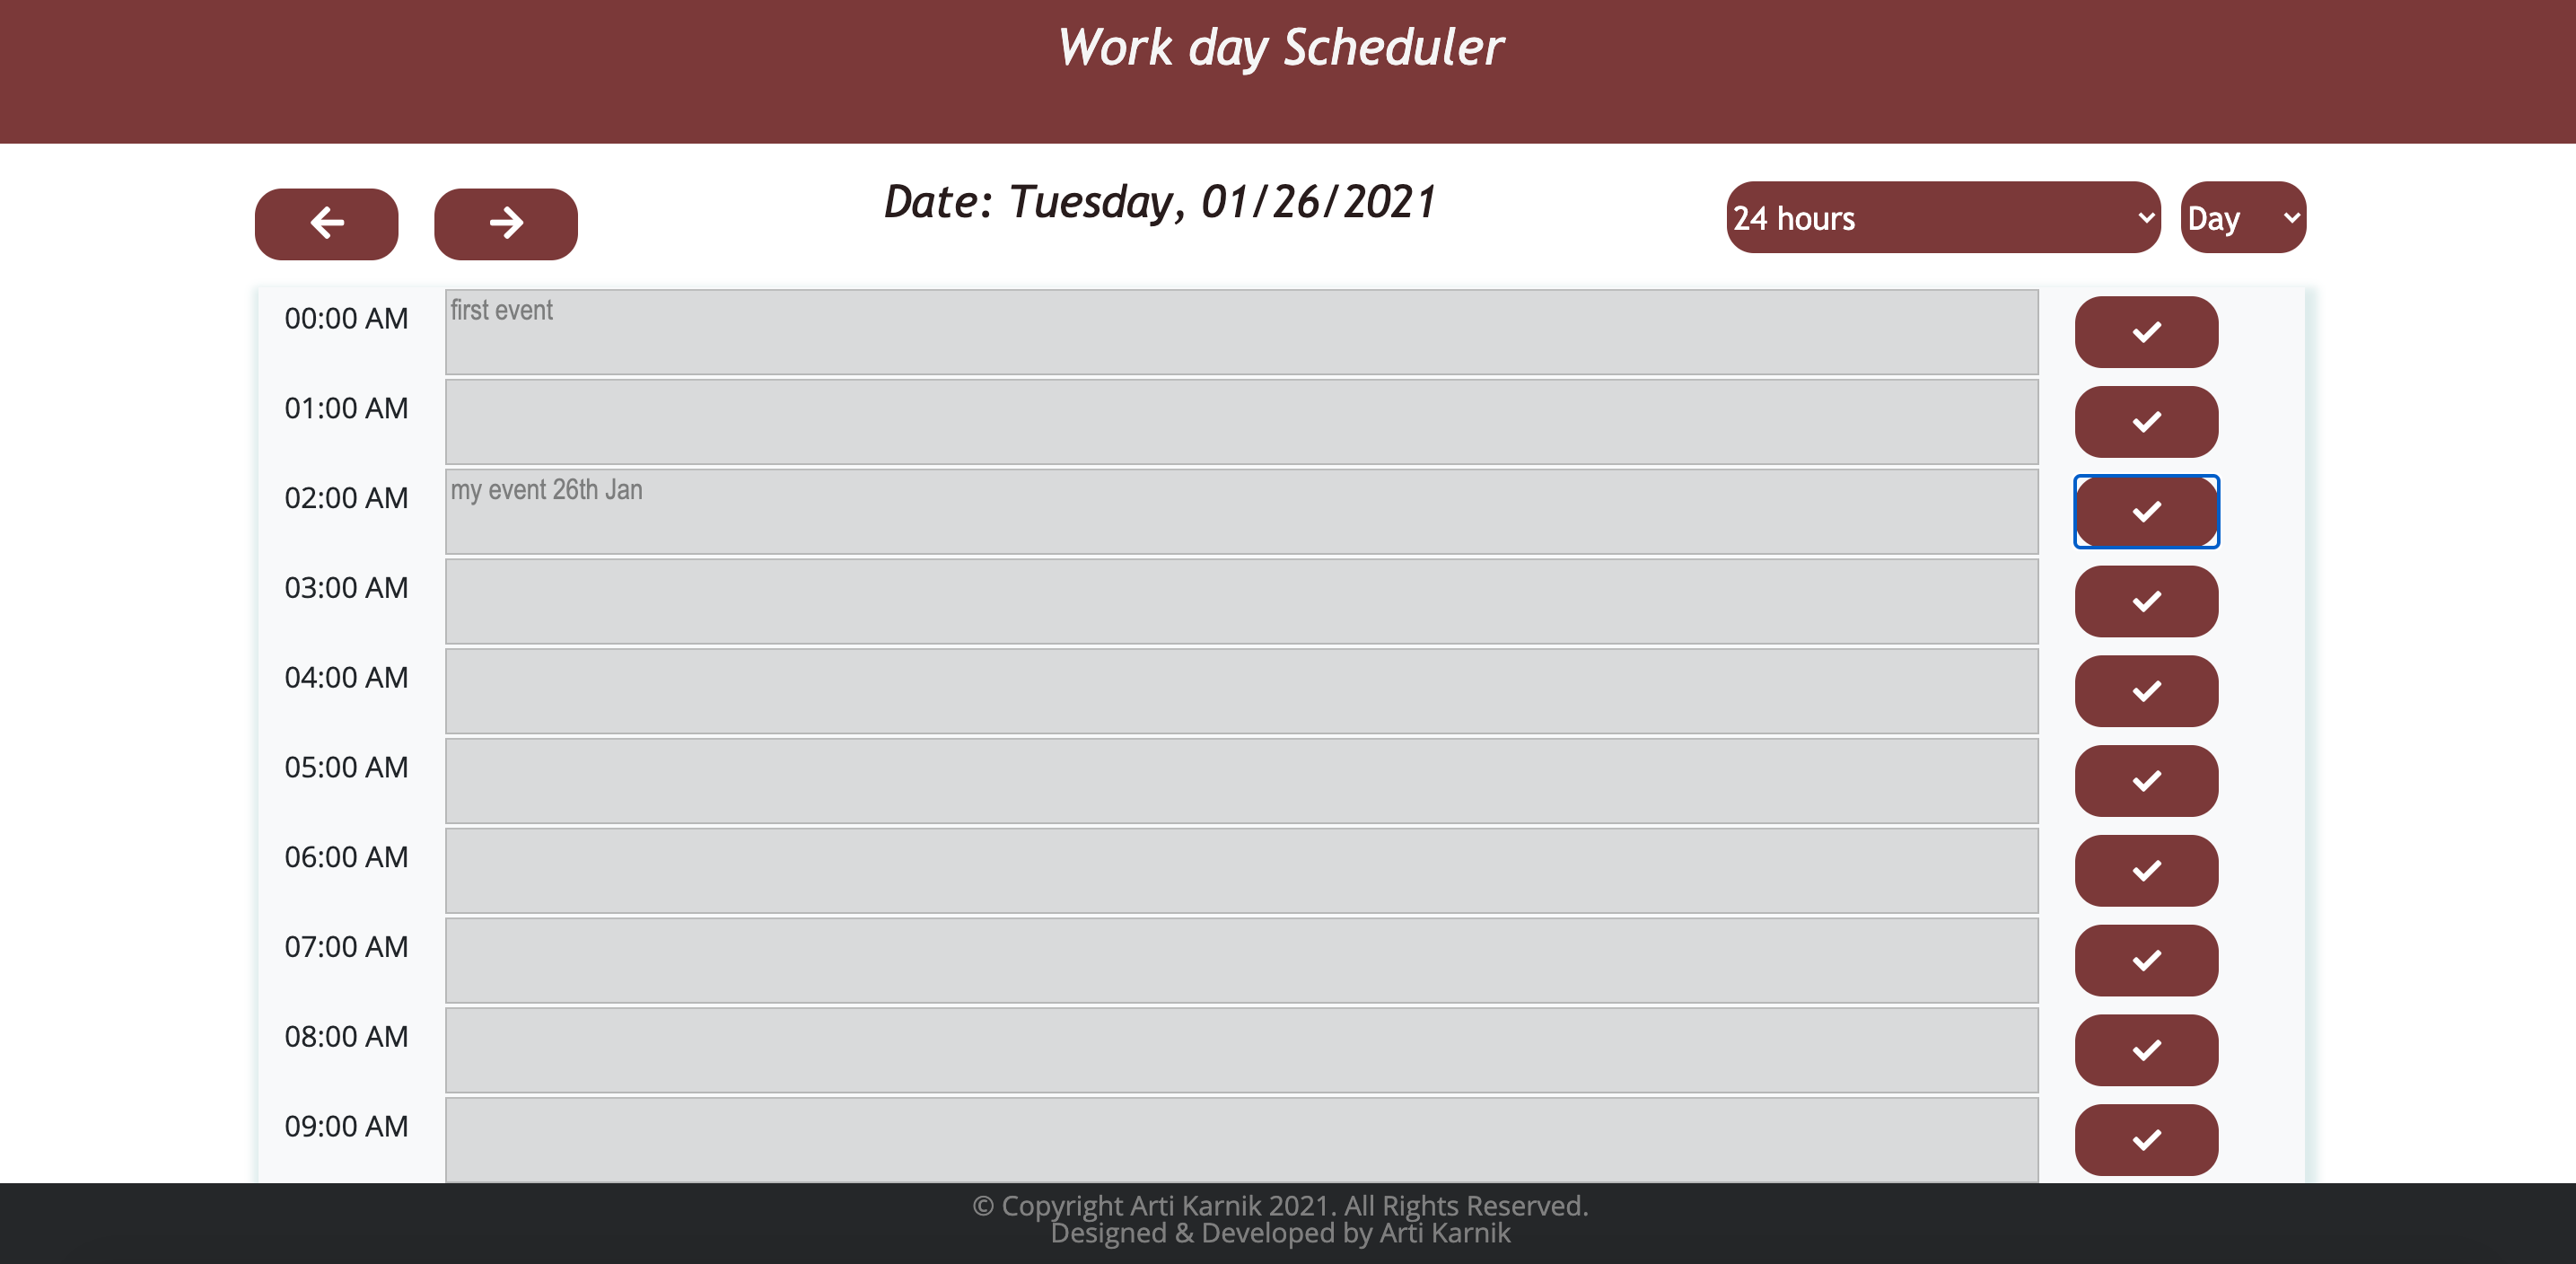 Work day Scheduler
Date: Tuesday, 01/26/2021
24 hours
Day
00:00 AM
first event
01:00 AM
02:00 AM
my event 26th Jan
03:00 AM
04:00 AM
05:00 AM
06:00 AM
07:00 AM
08:00 AM
09:00 AM
© Copyright Arti Karnik 2021. All Rights Reserved.
Designed & Developed by Arti Karnik